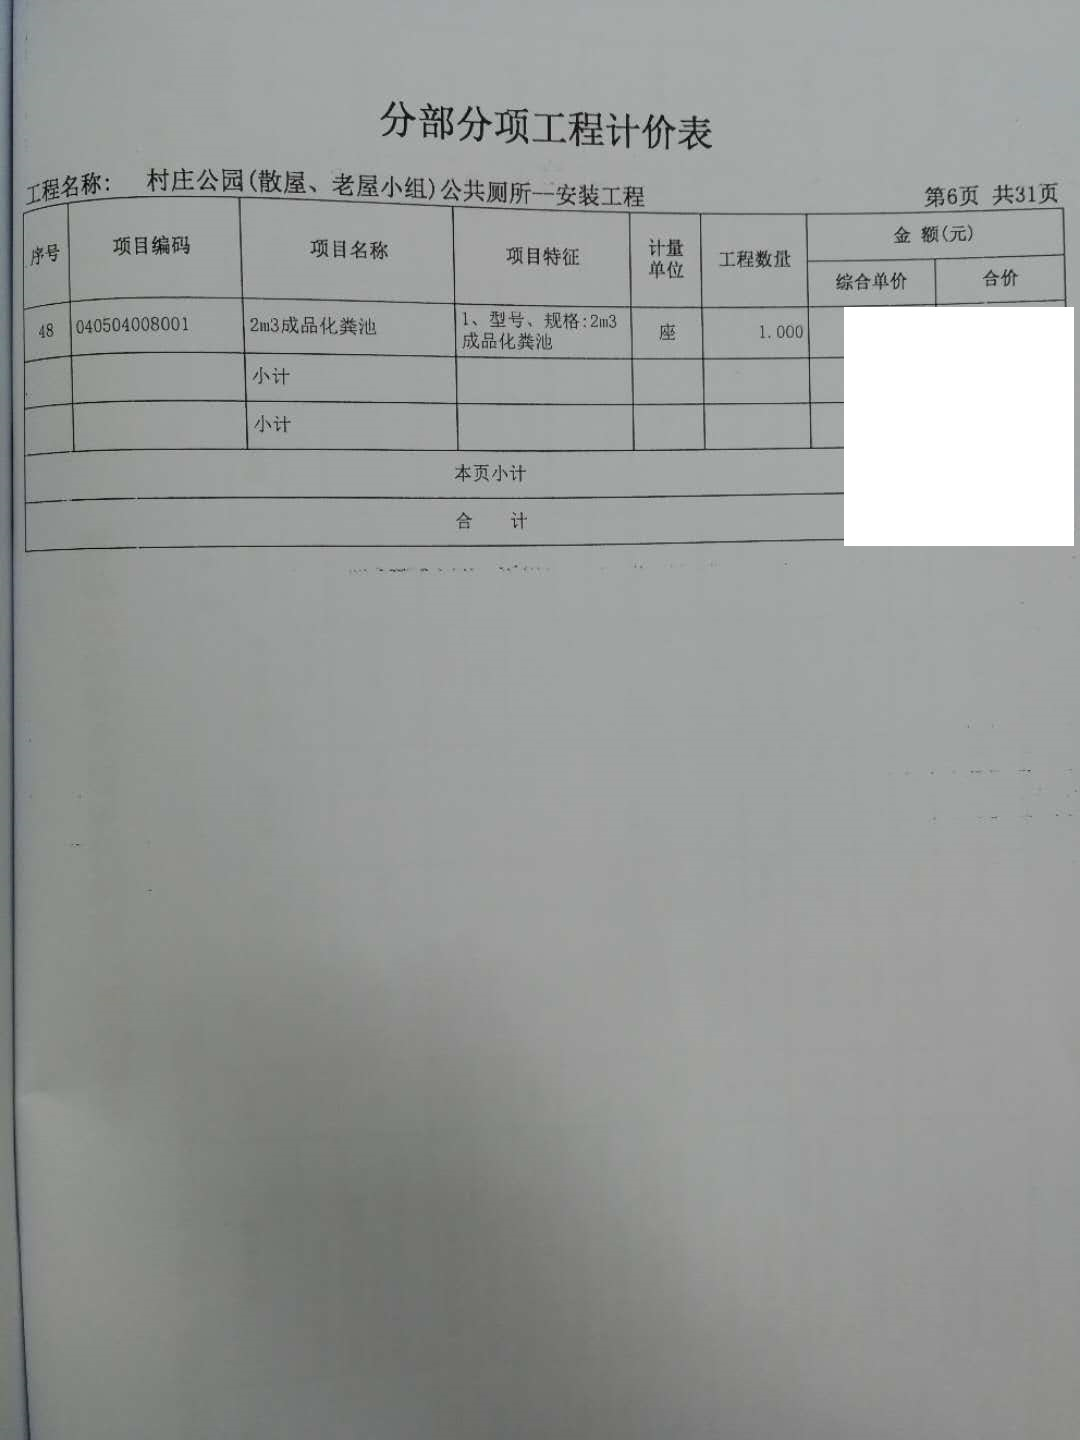 分部分项工程计价表
工程名称: 村庄公园(散屋、老屋小组)公共厕所—安装工程 第6页 共31页
序号 项目编码 项目名称 项目特征 计量单位 工程数量 金 额(元)
综合单价 合价
48 040504008001 2m3成品化粪池 1、型号、规格:2m3 座 1.000
成品化粪池
小计
小计
本页小计
合 计